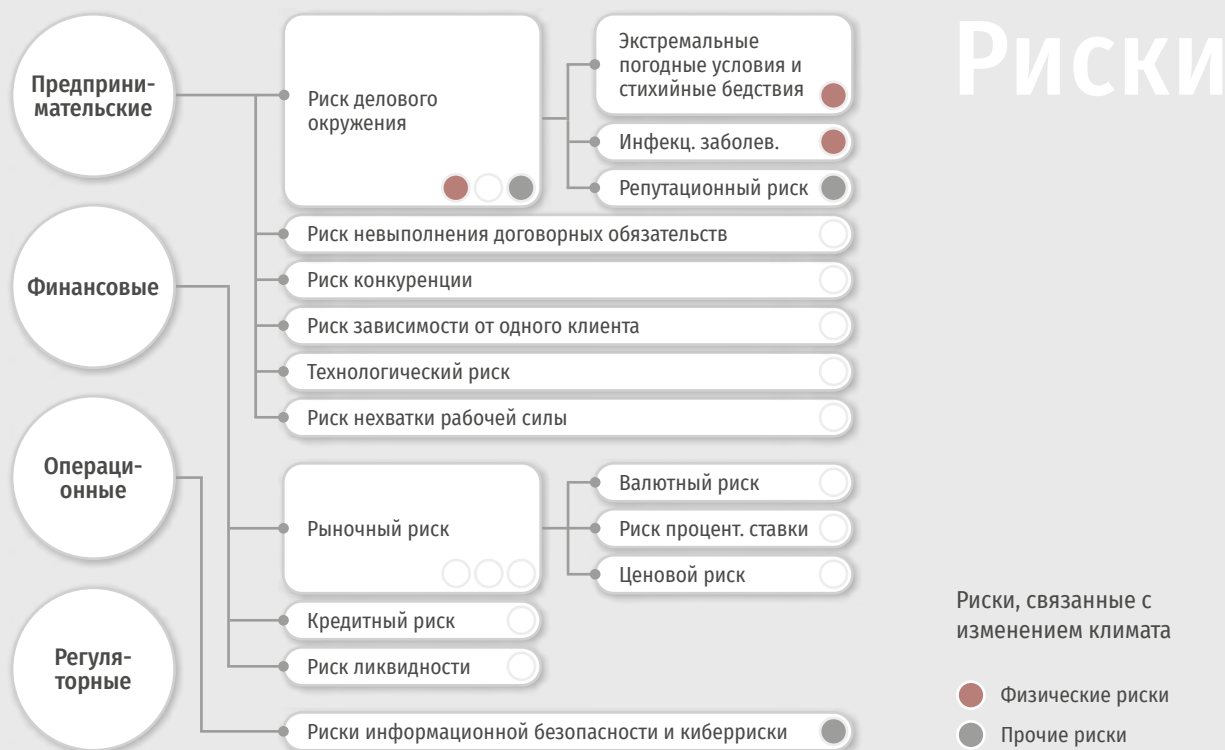 Риски
Предприни-
мательские
Финансовые
Операци-
онные
Регуля-
торные
Риск делового
окружения
Экстремальные
погодные условия и
стихийные бедствия
Инфекц. заболев.
Репутационный риск
Риск невыполнения договорных обязательств
Риск конкуренции
Риск зависимости от одного клиента
Технологический риск
Риск нехватки рабочей силы
Рыночный риск
Валютный риск
Риск процент. ставки
Ценовой риск
Кредитный риск
Риск ликвидности
Риски информационной безопасности и киберриски
Риски, связанные с
изменением климата
Физические риски
Прочие риски